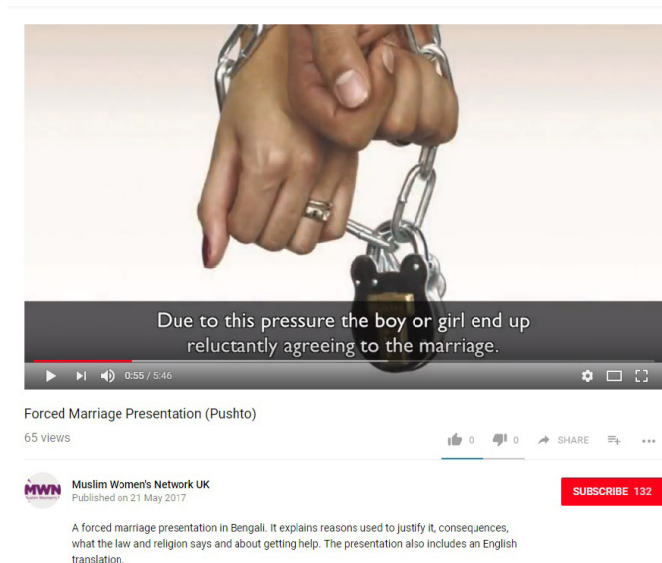 Due to this pressure the boy or girl end up
reluctantly agreeing to the marriage.
0:55 / 5:46
Forced Marriage Presentation (Pushto)
65 views
0
0
SHARE
MWN
Muslim Women's Network UK
Published on 21 May 2017
SUBSCRIBE 132
A forced marriage presentation in Bengali. It explains reasons used to justify it, consequences,
what the law and religion says and about getting help. The presentation also includes an English
translation.